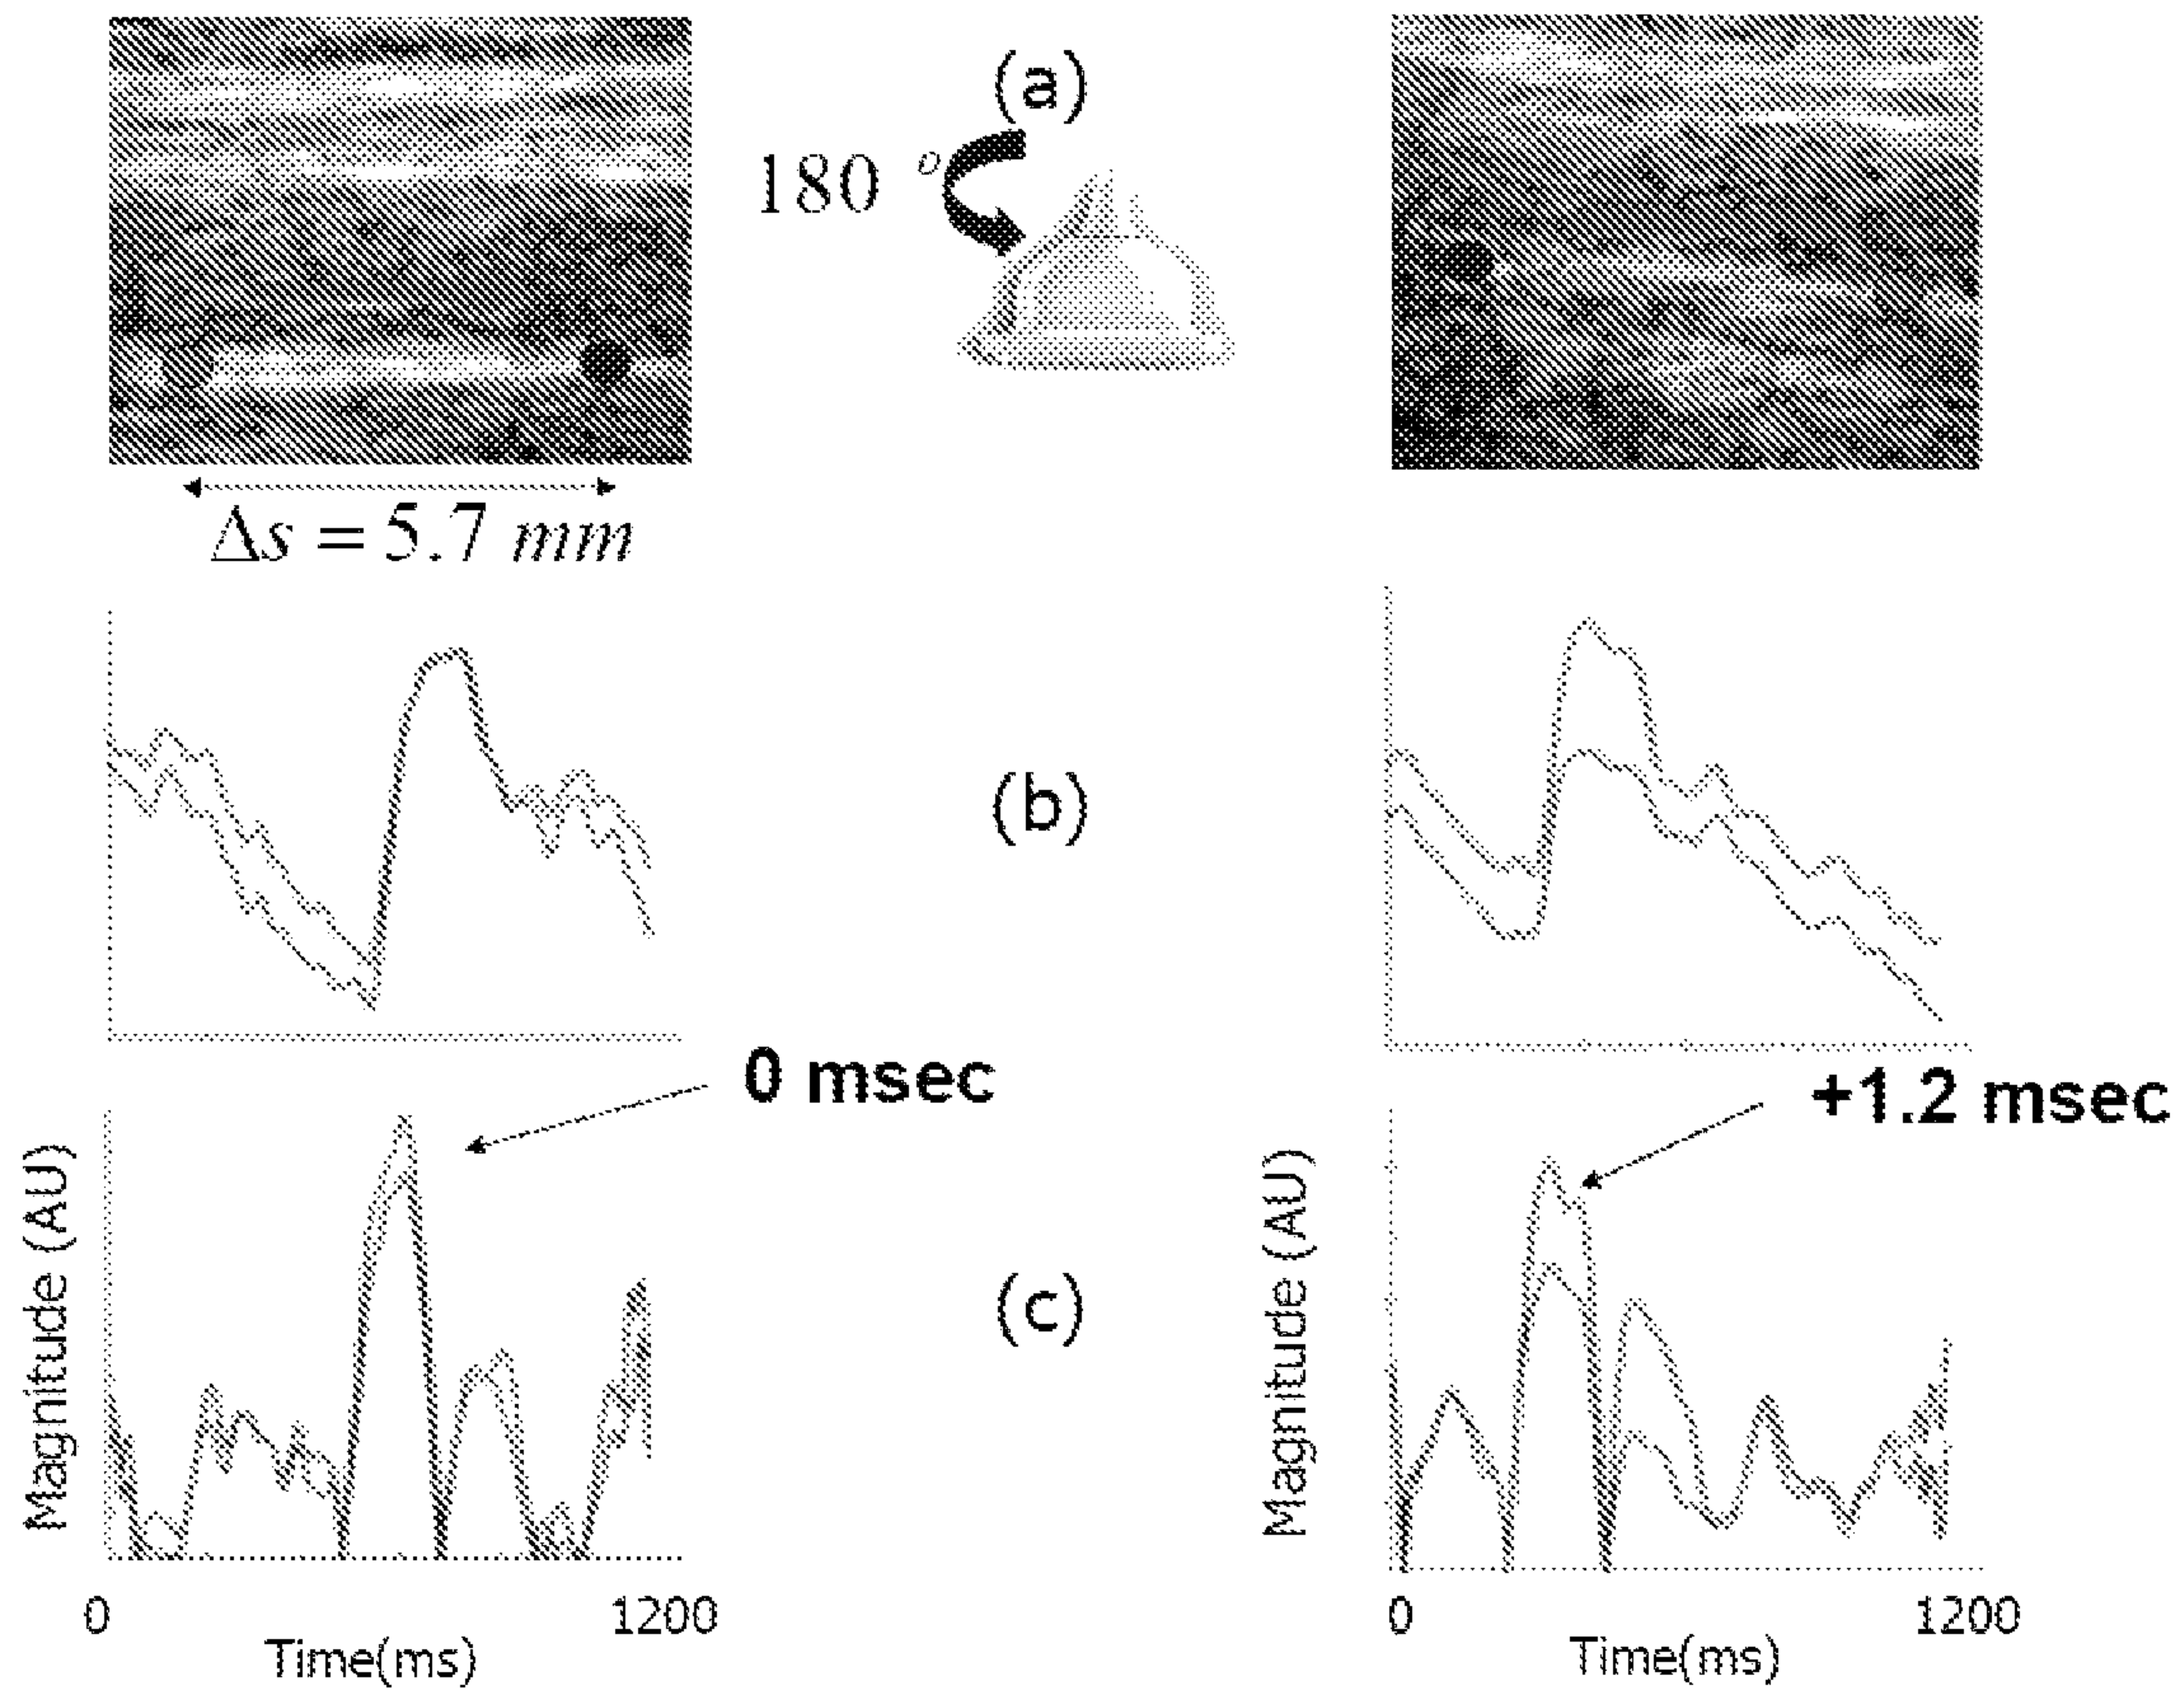 (a)
180 °
Δs = 5.7 mm
(b)
0 msec
+1.2 msec
Magnitude (AU)
(c)
Magnitude (AU)
0 1200
Time(ms)
0 1200
Time(ms)